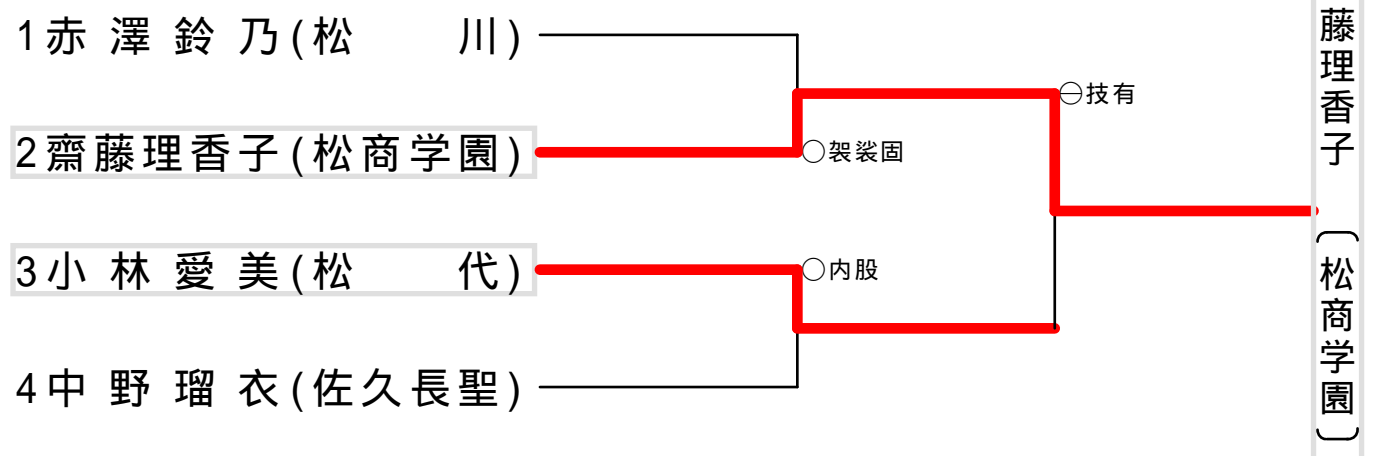 1赤澤鈴乃(松　川)
2齋藤理香子(松商学園)
3小林愛美(松　代)
4中野瑠衣(佐久長聖)
○袈裟固
○内股
㊀技有
藤理香子(松商学園)